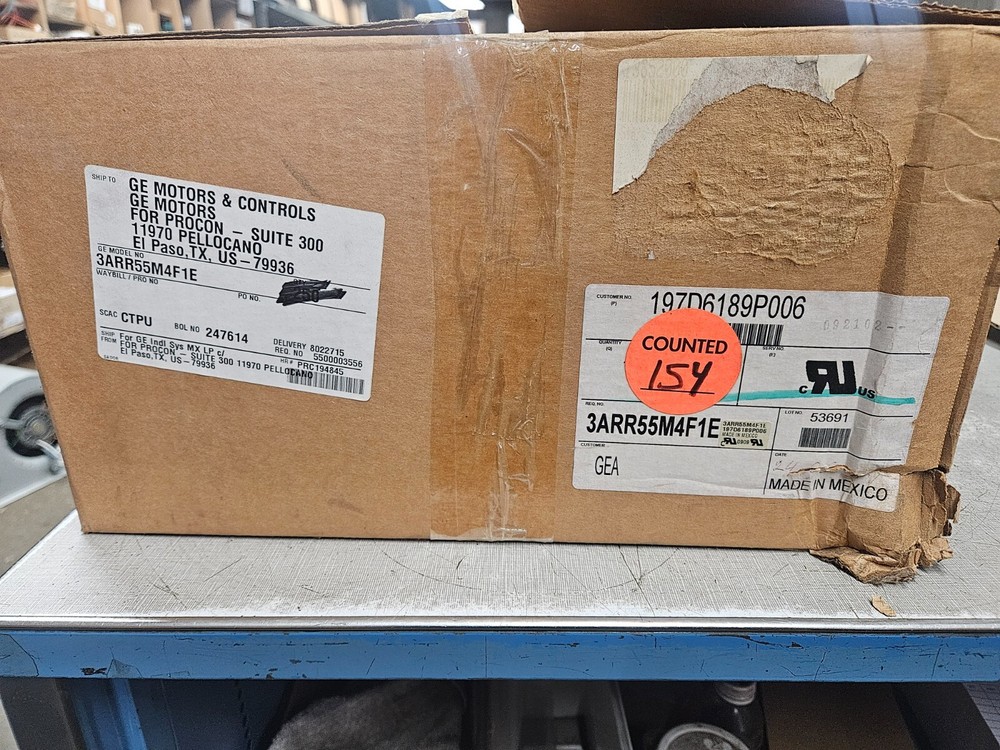 SHIP TO
GE MOTORS & CONTROLS
GE MOTORS
FOR PROCON - SUITE 300
11970 PELLOCANO
El Paso,TX, US-79936
GE MODEL NO
3ARR55M4F1E
WAYBILL / PRO NO
PO NO.
SCAC CTPU
BOL NO 247614
DELIVERY 8022715
REQ. NO 5500003556
SHIP FROM
For GE Indl Sys MX LP c/
FOR PROCON - SUITE 300 11970 PELLOCANO
El Paso,TX, US-79936
PRC194845
CUSTOMER NO. (P)
197D6189P006
QUANTITY (Q)
COUNTED
154
c RU us
REQ. NO.
3ARR55M4F1E
3ARR55M4F1E
197D6189P006
MADE IN MEXICO
LOT NO. 53691
CUSTOMER
GEA
DATE
MADE IN MEXICO